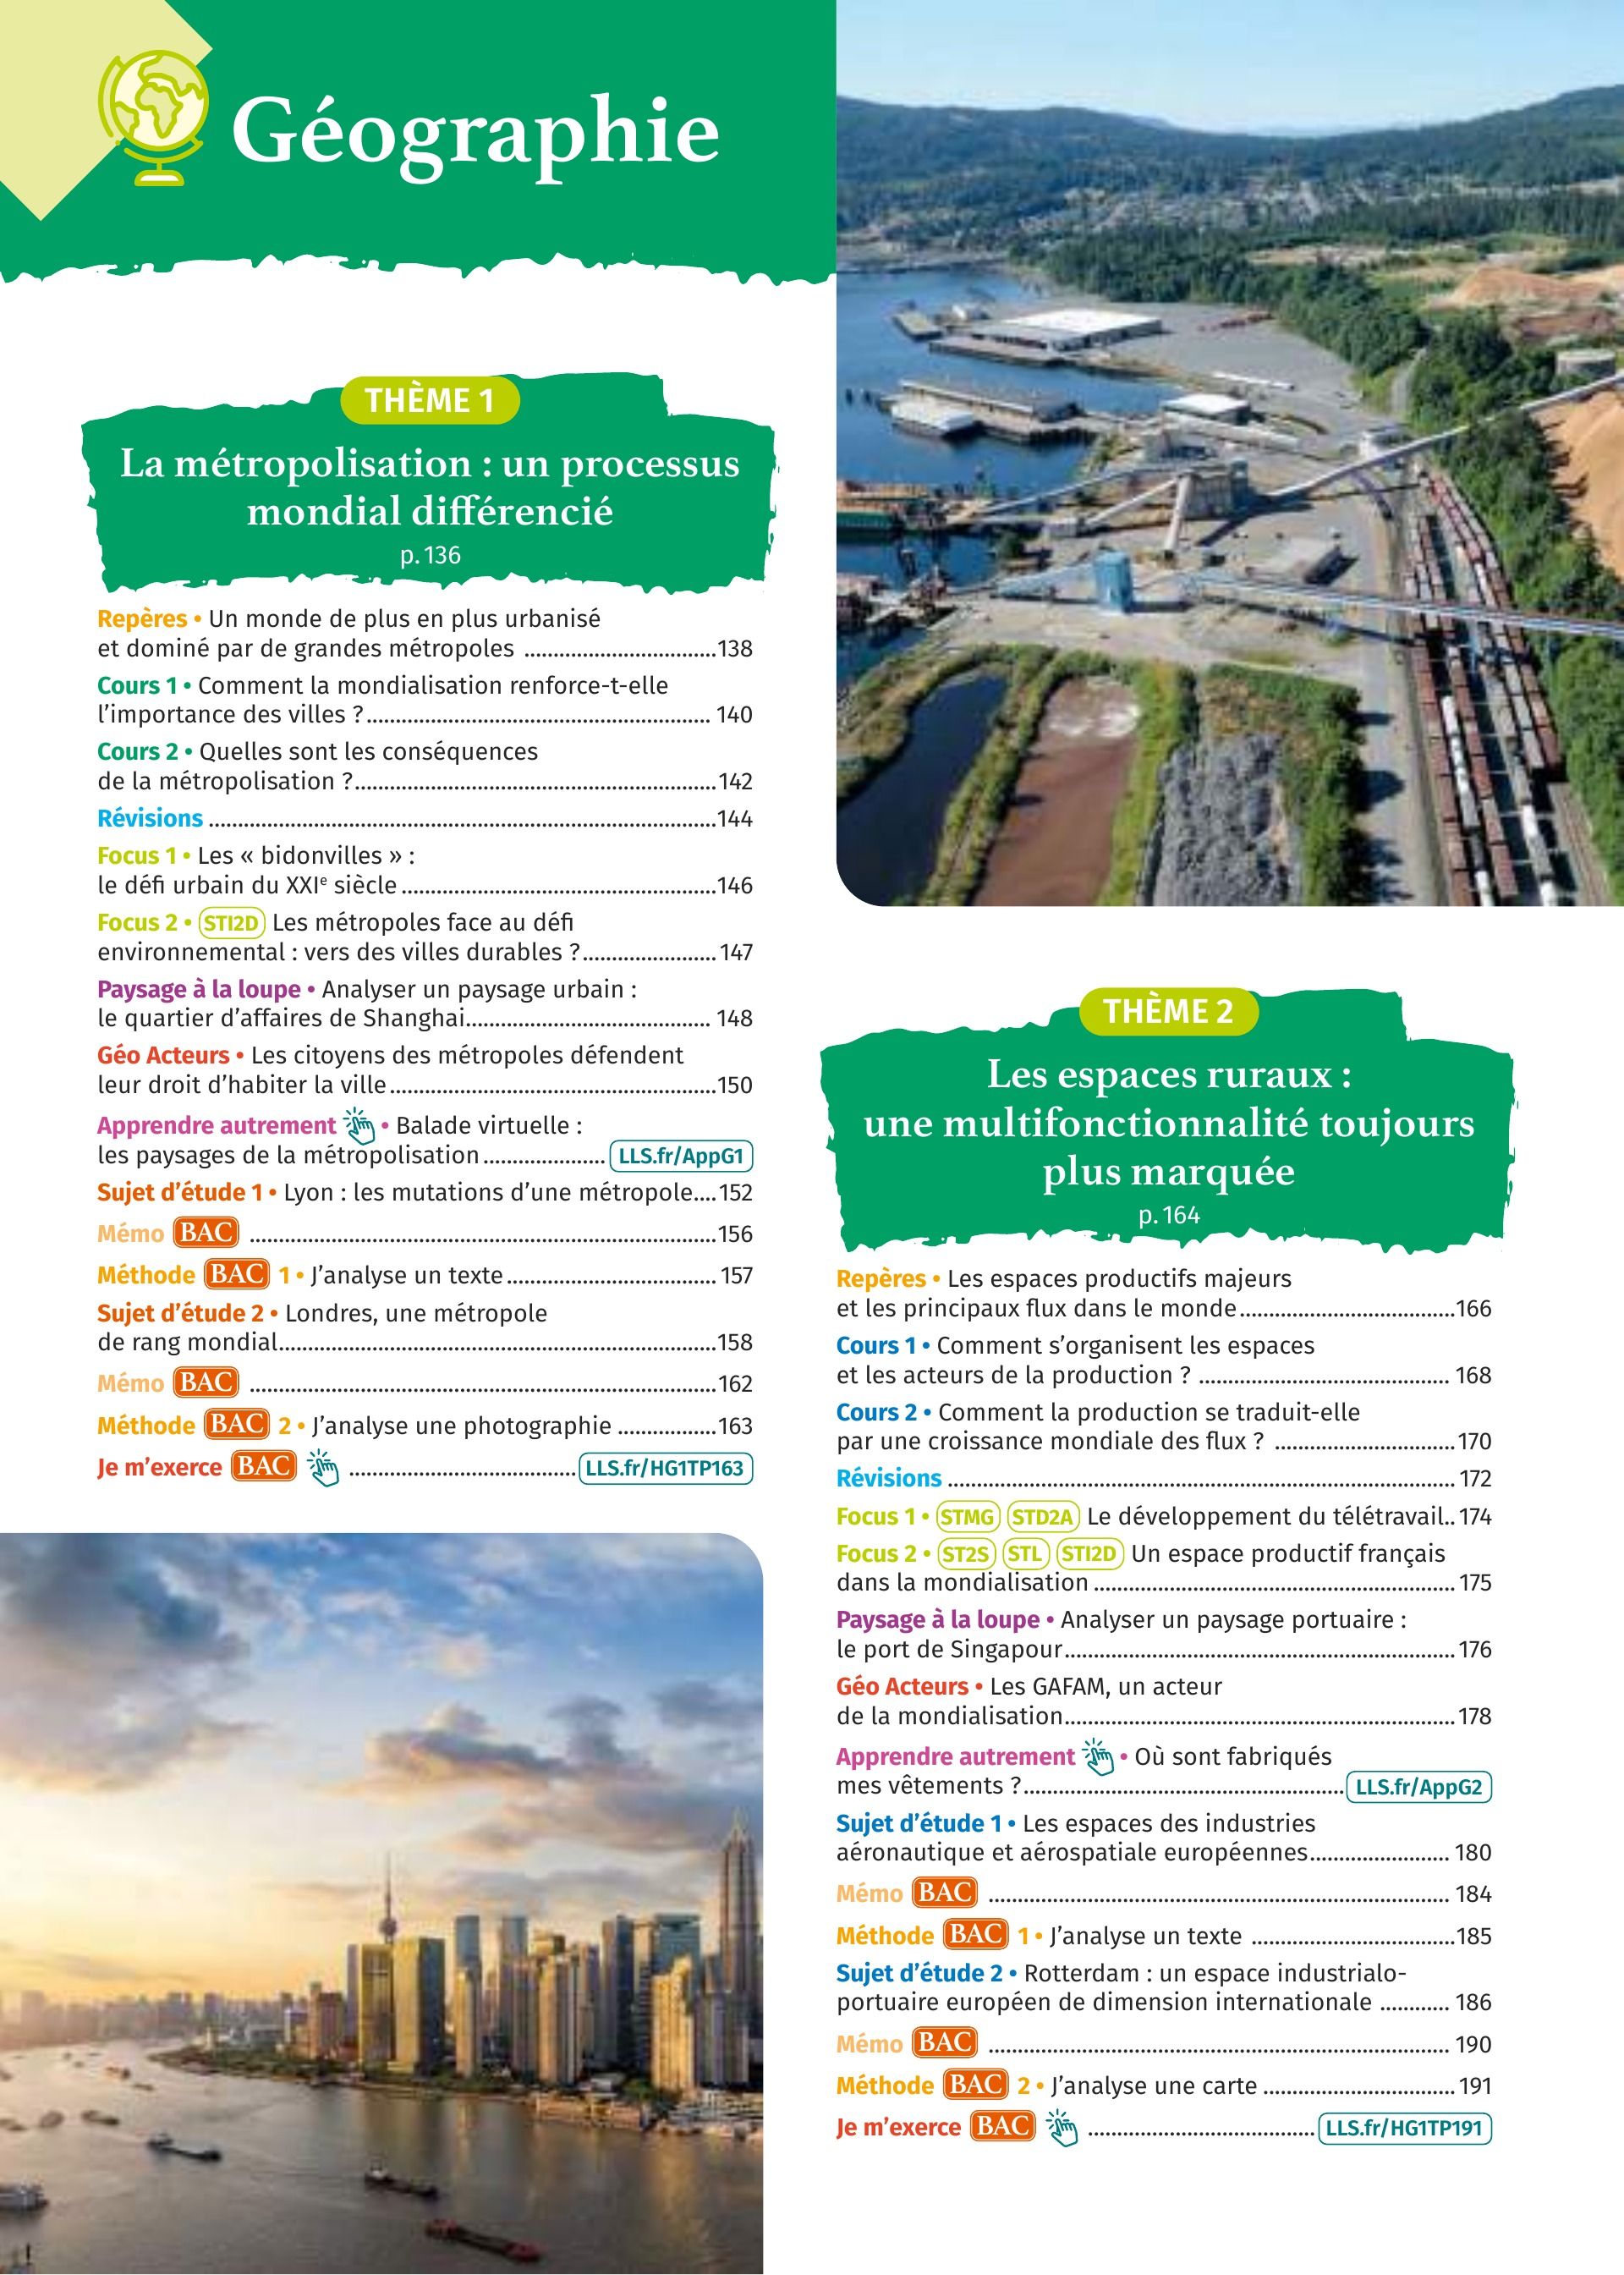 Géographie
THÈME 1
La métropolisation : un processus
mondial différencié
p. 136
Repères • Un monde de plus en plus urbanisé
et dominé par de grandes métropoles ..................................138
Cours 1 • Comment la mondialisation renforce-t-elle
l'importance des villes ?.................................................. 140
Cours 2 • Quelles sont les conséquences
de la métropolisation ?....................................................142
Révisions ..........................................................................144
Focus 1 • Les « bidonvilles » :
le défi urbain du XXIe siècle ..............................................146
Focus 2 • STI2D Les métropoles face au défi
environnemental : vers des villes durables ?....................147
Paysage à la loupe • Analyser un paysage urbain :
le quartier d'affaires de Shanghai................................... 148
Géo Acteurs • Les citoyens des métropoles défendent
leur droit d'habiter la ville................................................150
Apprendre autrement • Balade virtuelle :
les paysages de la métropolisation.................... LLS.fr/AppG1
Sujet d'étude 1 • Lyon : les mutations d'une métropole....152
Mémo BAC ....................................................................156
Méthode BAC 1 • J'analyse un texte............................... 157
Sujet d'étude 2 • Londres, une métropole
de rang mondial................................................................158
Mémo BAC ....................................................................162
Méthode BAC 2 • J'analyse une photographie ...............163
Je m'exerce BAC ..................................LLS.fr/HG1TP163
THÈME 2
Les espaces ruraux :
une multifonctionnalité toujours
plus marquée
p. 164
Repères • Les espaces productifs majeurs
et les principaux flux dans le monde................................166
Cours 1 • Comment s'organisent les espaces
et les acteurs de la production ? ..................................... 168
Cours 2 • Comment la production se traduit-elle
par une croissance mondiale des flux ? ...........................170
Révisions .......................................................................... 172
Focus 1 • STMG STD2A Le développement du télétravail.. 174
Focus 2 • ST2S STL STI2D Un espace productif français
dans la mondialisation ..................................................... 175
Paysage à la loupe • Analyser un paysage portuaire :
le port de Singapour......................................................... 176
Géo Acteurs • Les GAFAM, un acteur
de la mondialisation......................................................... 178
Apprendre autrement • Où sont fabriqués
mes vêtements ?...............................................LLS.fr/AppG2
Sujet d'étude 1 • Les espaces des industries
aéronautique et aérospatiale européennes..................... 180
Mémo BAC ................................................................... 184
Méthode BAC 1 • J'analyse un texte ..............................185
Sujet d'étude 2 • Rotterdam : un espace industrialo-
portuaire européen de dimension internationale ........... 186
Mémo BAC ................................................................... 190
Méthode BAC 2 • J'analyse une carte ............................ 191
Je m'exerce BAC ..................................LLS.fr/HG1TP191